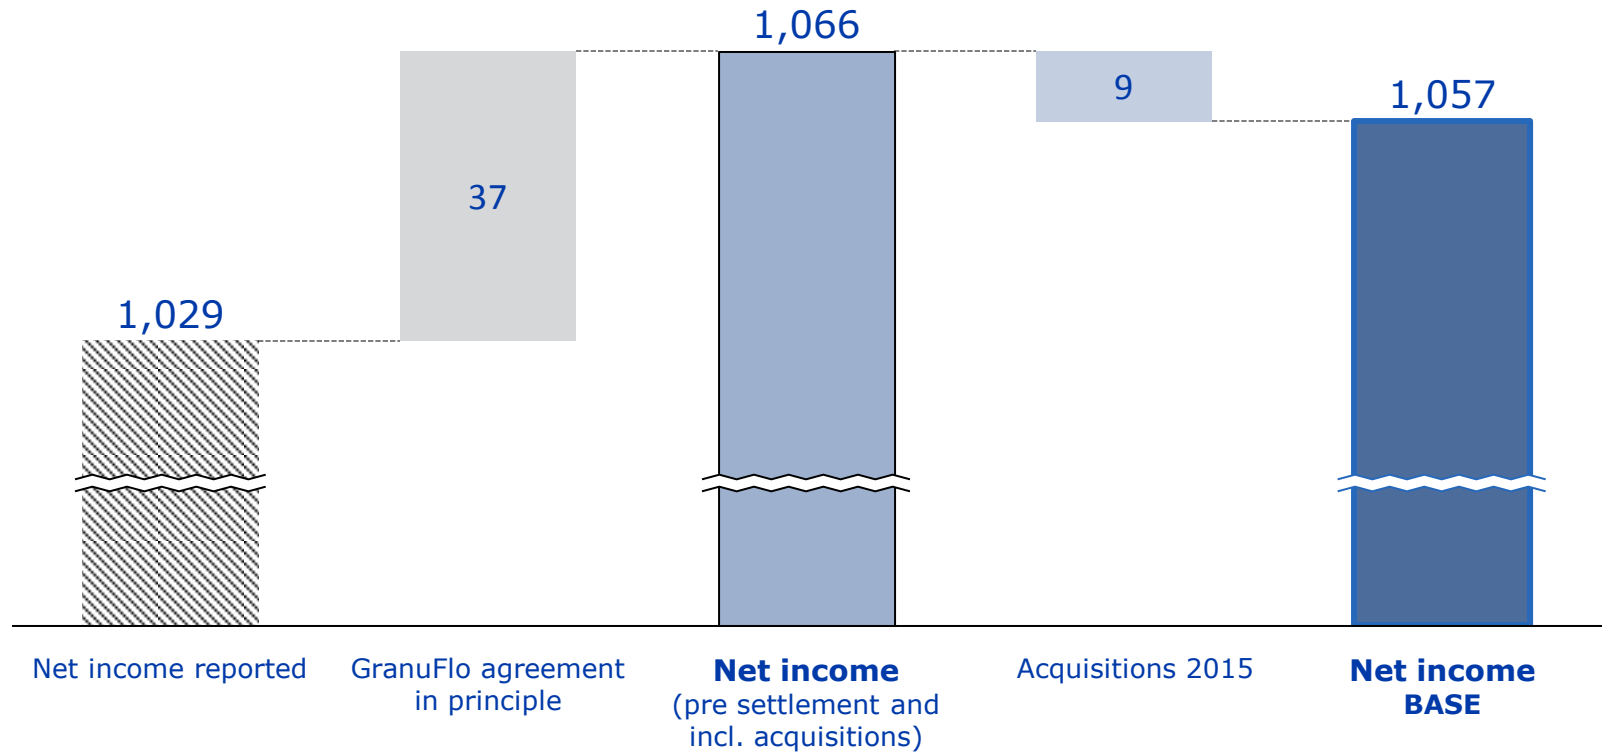 1,066
9
1,057
37
1,029
Net income reported
GranuFlo agreement
in principle
Net income
(pre settlement and
incl. acquisitions)
Acquisitions 2015
Net income
BASE